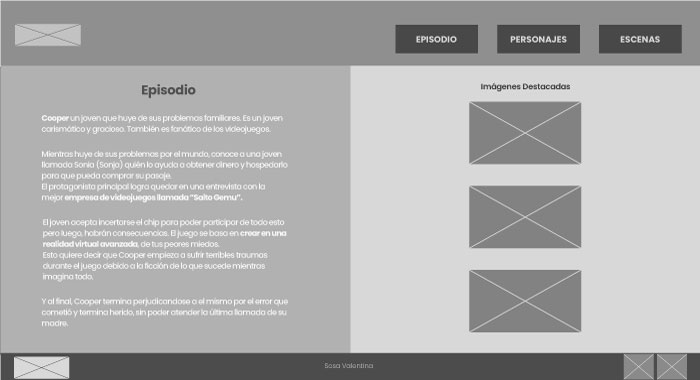 EPISODIO
PERSONAJES
ESCENAS
Episodio
Cooper un joven que huye de sus problemas familiares. Es un joven
carismático y gracioso. También es fanático de los videojuegos.
Mientras huye de sus problemas por el mundo, conoce a una joven
llamada Sonia (Sonja) quién lo ayuda a obtener dinero y hospedarlo
para que pueda comprar su pasaje.
El protagonista principal logra quedar en una entrevista con la
mejor empresa de videojuegos llamada "Saito Gemu".
El joven acepta incertarse el chip para poder participar de todo esto
pero luego, habrán consecuencias. El juego se basa en crear en una
realidad virtual avanzada, de tus peores miedos.
Esto quiere decir que Cooper empieza a sufrir terribles traumas
durante el juego debido a la ficción de lo que sucede mientras
imagina todo.
Y al final, Cooper termina perjudicandose a el mismo por el error que
cometió y termina herido, sin poder atender la última llamada de su
madre.
Imágenes Destacadas
Sosa Valentina